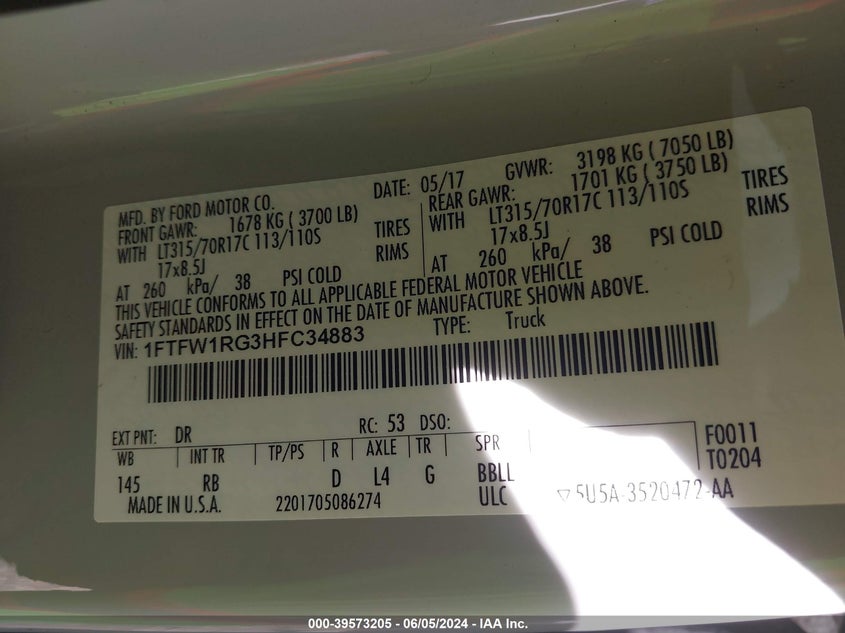 MFD. BY FORD MOTOR CO. DATE: 05/17 GVWR: 3198 KG ( 7050 LB)
FRONT GAWR: 1678 KG ( 3700 LB) REAR GAWR: 1701 KG ( 3750 LB)
WITH LT315/70R17C 113/110S TIRES WITH LT315/70R17C 113/110S TIRES
17x8.5J RIMS 17x8.5J RIMS
AT 260 kPa/ 38 PSI COLD AT 260 kPa/ 38 PSI COLD
THIS VEHICLE CONFORMS TO ALL APPLICABLE FEDERAL MOTOR VEHICLE
SAFETY STANDARDS IN EFFECT ON THE DATE OF MANUFACTURE SHOWN ABOVE.
VIN: 1FTFW1RG3HFC34883 TYPE: Truck
EXT PNT: DR RC: 53 DSO:
WB INT TR TP/PS R AXLE TR SPR F0011
145 RB D L4 G BBLL T0204
MADE IN U.S.A. 2201705086274 ULC ▽5U5A-3520472-AA
000-39573205 - 06/05/2024 - IAA Inc.